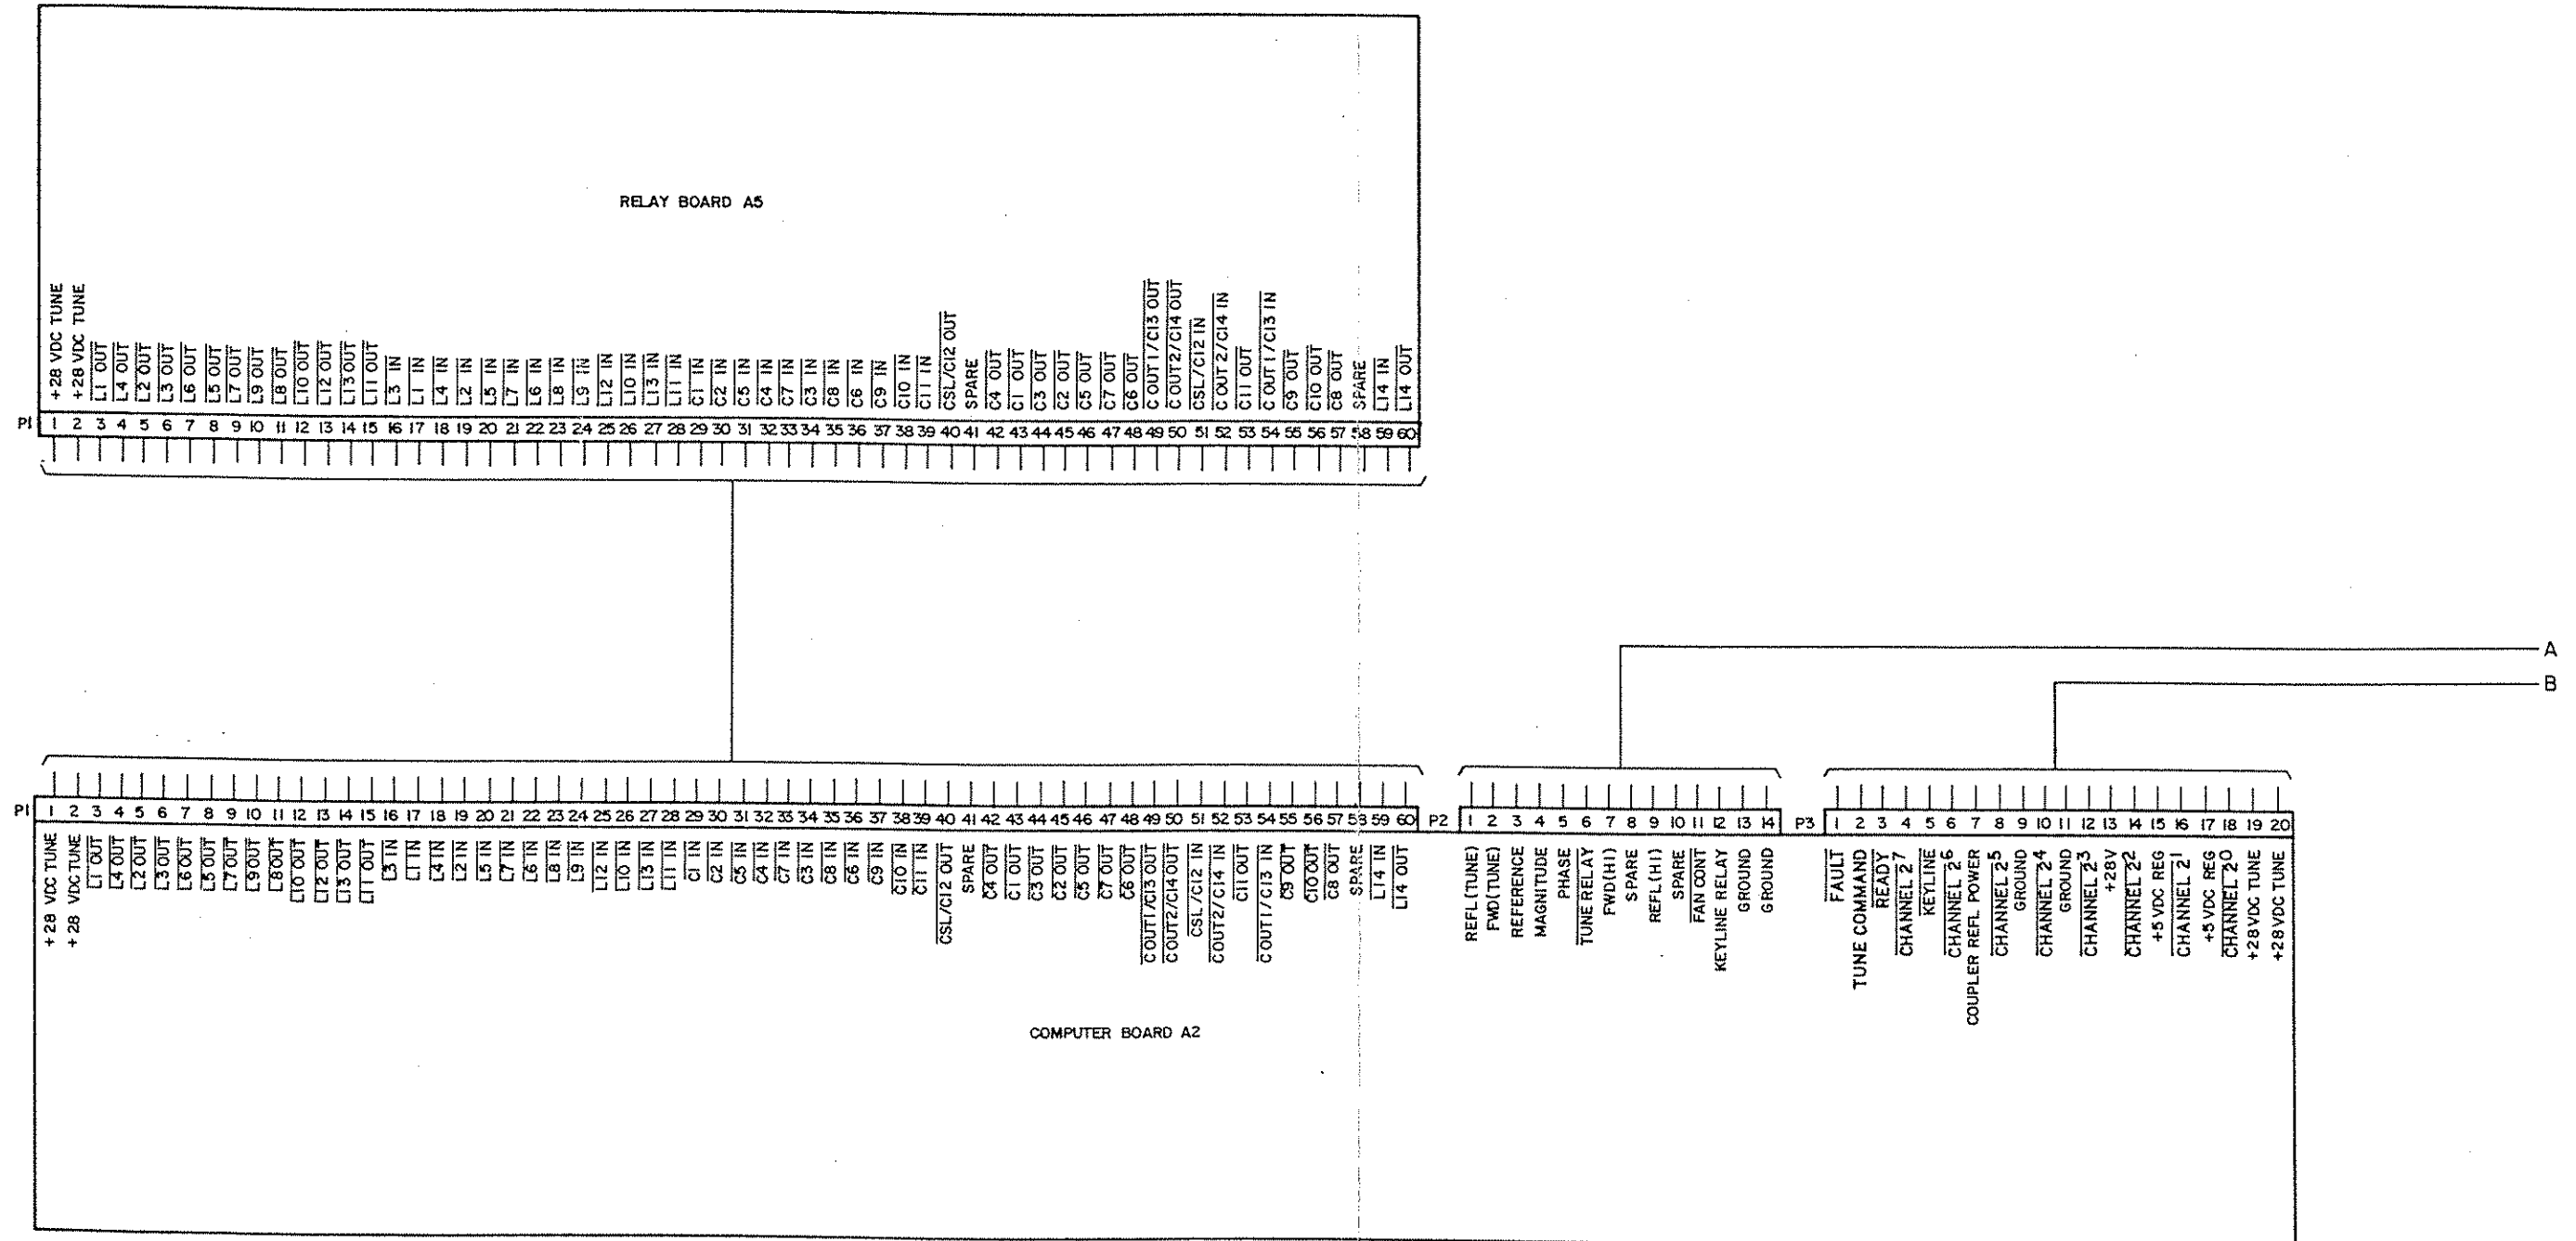 RELAY BOARD A5
+28 VDC TUNE
+28 VDC TUNE
L1 OUT
L4 OUT
L2 OUT
L3 OUT
L6 OUT
L5 OUT
L7 OUT
L9 OUT
L8 OUT
L10 OUT
L12 OUT
L13 OUT
L11 OUT
L3 IN
L1 IN
L4 IN
L2 IN
L5 IN
L7 IN
L6 IN
L8 IN
L9 IN
L12 IN
L10 IN
L13 IN
L11 IN
C1 IN
C2 IN
C5 IN
C4 IN
C7 IN
C3 IN
C8 IN
C6 IN
C9 IN
C10 IN
C11 IN
CSL/C12 OUT
SPARE
C4 OUT
C1 OUT
C3 OUT
C2 OUT
C5 OUT
C7 OUT
C6 OUT
C OUT 1/C13 OUT
C OUT2/C14 OUT
CSL/C12 IN
C OUT 2/C14 IN
C11 OUT
C OUT 1/C13 IN
C9 OUT
C10 OUT
C8 OUT
SPARE
L14 IN
L14 OUT
P1 1 2 3 4 5 6 7 8 9 10 11 12 13 14 15 16 17 18 19 20 21 22 23 24 25 26 27 28 29 30 31 32 33 34 35 36 37 38 39 40 41 42 43 44 45 46 47 48 49 50 51 52 53 54 55 56 57 58 59 60
A
B
P1 1 2 3 4 5 6 7 8 9 10 11 12 13 14 15 16 17 18 19 20 21 22 23 24 25 26 27 28 29 30 31 32 33 34 35 36 37 38 39 40 41 42 43 44 45 46 47 48 49 50 51 52 53 54 55 56 57 58 59 60 P2 1 2 3 4 5 6 7 8 9 10 11 12 13 14 P3 1 2 3 4 5 6 7 8 9 10 11 12 13 14 15 16 17 18 19 20
+28 VDC TUNE
+28 VDC TUNE
L1 OUT
L4 OUT
L2 OUT
L3 OUT
L6 OUT
L5 OUT
L7 OUT
L9 OUT
L8 OUT
L10 OUT
L12 OUT
L13 OUT
L11 OUT
L3 IN
L1 IN
L4 IN
L2 IN
L5 IN
L7 IN
L6 IN
L8 IN
L9 IN
L12 IN
L10 IN
L13 IN
L11 IN
C1 IN
C2 IN
C5 IN
C4 IN
C7 IN
C3 IN
C8 IN
C6 IN
C9 IN
C10 IN
C11 IN
CSL/C12 OUT
SPARE
C4 OUT
C1 OUT
C3 OUT
C2 OUT
C5 OUT
C7 OUT
C6 OUT
C OUT1/C13 OUT
C OUT2/C14 OUT
CSL/C12 IN
C OUT2/C14 IN
C11 OUT
C OUT1/C13 IN
C9 OUT
C10 OUT
C8 OUT
SPARE
L14 IN
L14 OUT
REFL(TUNE)
FWD(TUNE)
REFERENCE
MAGNITUDE
PHASE
TUNE RELAY
FWD(HI)
SPARE
REFL(HI)
SPARE
FAN CONT
KEYLINE RELAY
GROUND
GROUND
FAULT
TUNE COMMAND
READY
CHANNEL 2⁷
KEYLINE
CHANNEL 2⁶
COUPLER REFL POWER
CHANNEL 2⁵
GROUND
CHANNEL 2⁴
GROUND
CHANNEL 2³
+28V
CHANNEL 2²
+5 VDC REG
CHANNEL 2¹
+5 VDC REG
CHANNEL 2⁰
+28VDC TUNE
+28VDC TUNE
COMPUTER BOARD A2